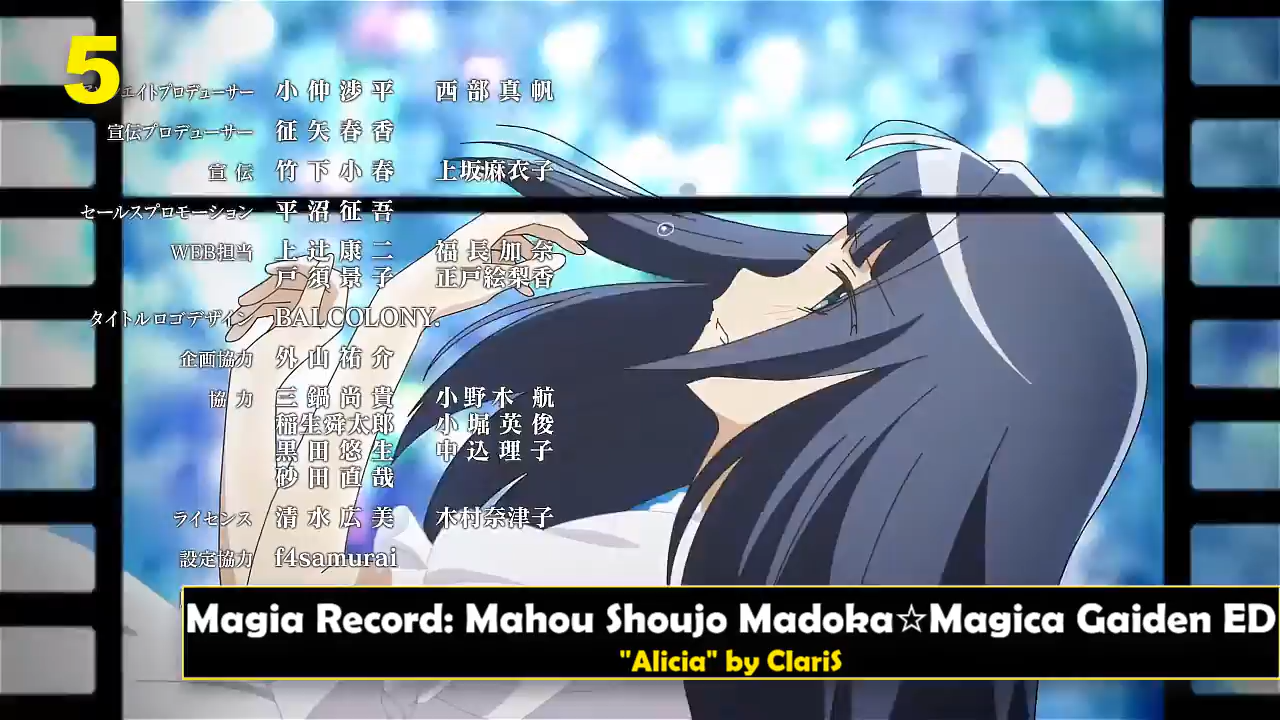 5
エイトプロデューサー 小仲渉平 西部真帆
宣伝プロデューサー 征矢春香
宣伝 竹下小春 上坂麻衣子
セールスプロモーション 平沼征吾
WEB担当 上辻康二 福長加奈
戸須景子 正戸絵梨香
タイトルロゴデザイン BALCOLONY.
企画協力 外山祐介
協力 三鍋尚貴 小野木航
稲生舜太郎 小堀英俊
黒田悠生 中込理子
砂田直哉
ライセンス 清水広美 木村奈津子
設定協力 f4samurai
Magia Record: Mahou Shoujo Madoka☆Magica Gaiden ED
"Alicia" by ClariS